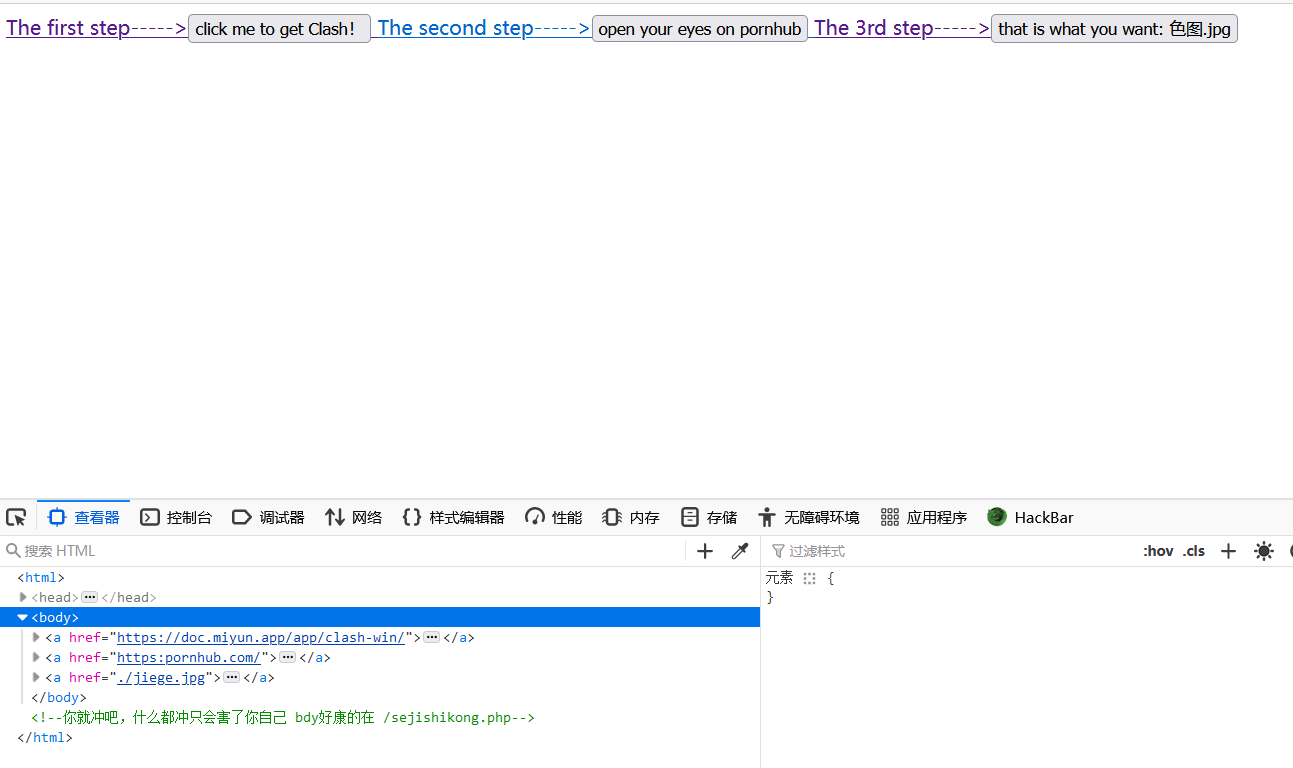 The first step----->click me to get Clash! The second step----->open your eyes on pornhub The 3rd step----->that is what you want: 色图.jpg
查看器 控制台 调试器 网络 样式编辑器 性能 内存 存储 无障碍环境 应用程序 HackBar
搜索 HTML
过滤样式 :hov .cls
<html>
<head>···</head>
<body>
<a href="https://doc.miyun.app/app/clash-win/">···</a>
<a href="https:pornhub.com/">···</a>
<a href="./jiege.jpg">···</a>
</body>
<!--你就冲吧，什么都冲只会害了你自己 bdy好康的在 /sejishikong.php-->
</html>
元素 {
}